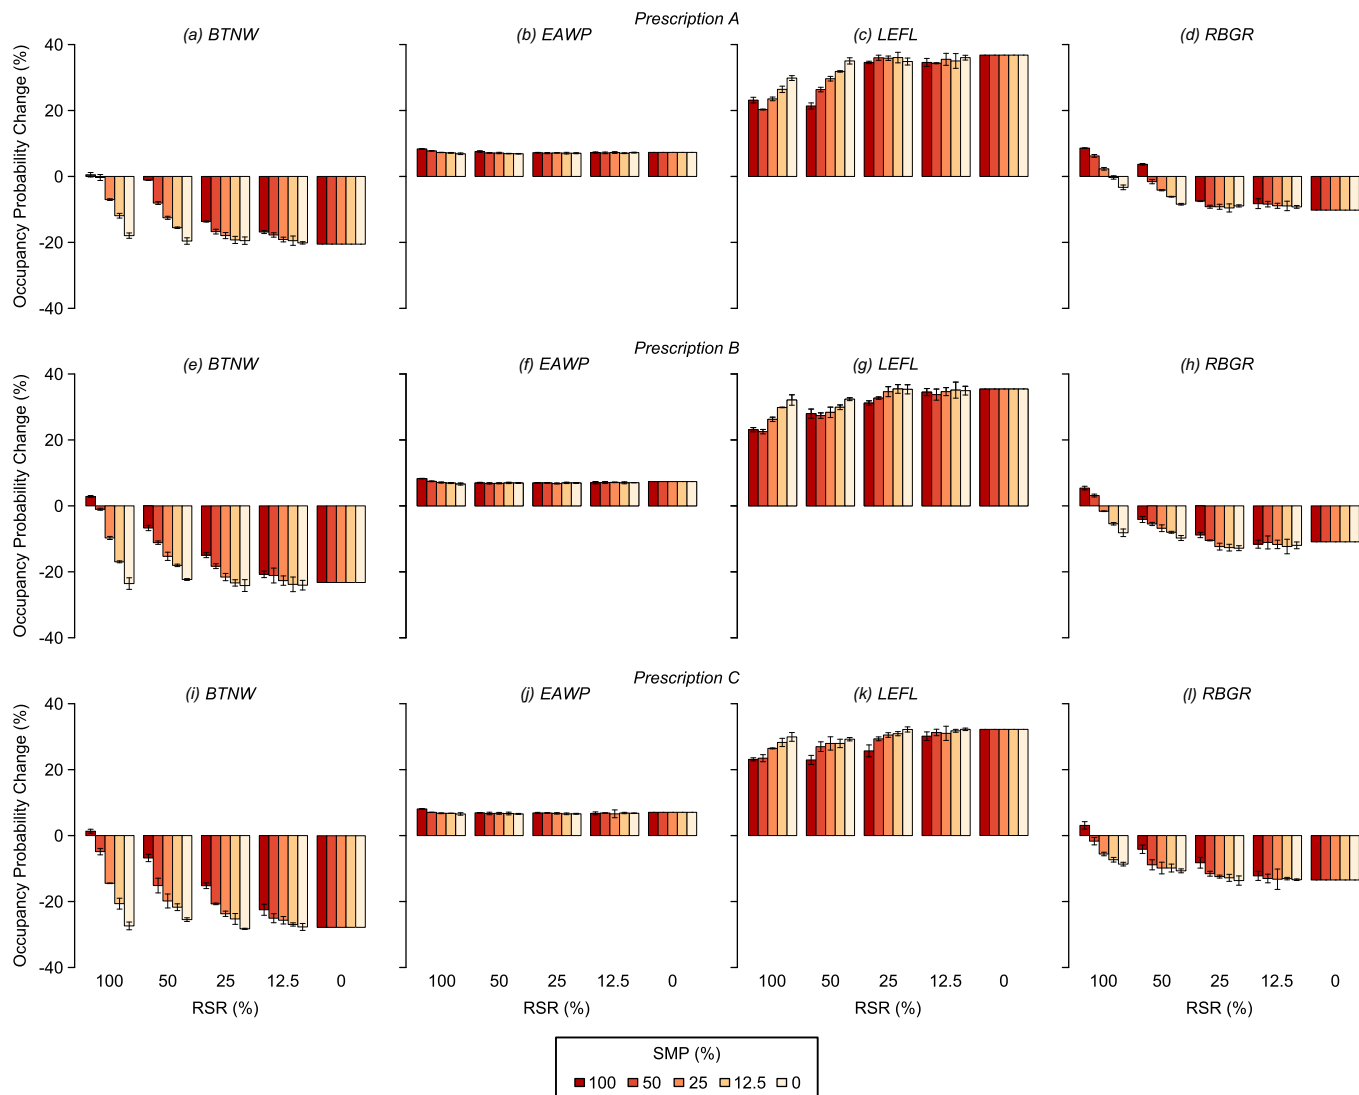 Prescription A
(a) BTNW (b) EAWP (c) LEFL (d) RBGR
Occupancy Probability Change (%)
40
20
0
-20
-40
Prescription B
(e) BTNW (f) EAWP (g) LEFL (h) RBGR
Occupancy Probability Change (%)
40
20
0
-20
-40
Prescription C
(i) BTNW (j) EAWP (k) LEFL (l) RBGR
Occupancy Probability Change (%)
40
20
0
-20
-40
100 50 25 12.5 0 100 50 25 12.5 0 100 50 25 12.5 0 100 50 25 12.5 0
RSR (%) RSR (%) RSR (%) RSR (%)
SMP (%)
100 50 25 12.5 0